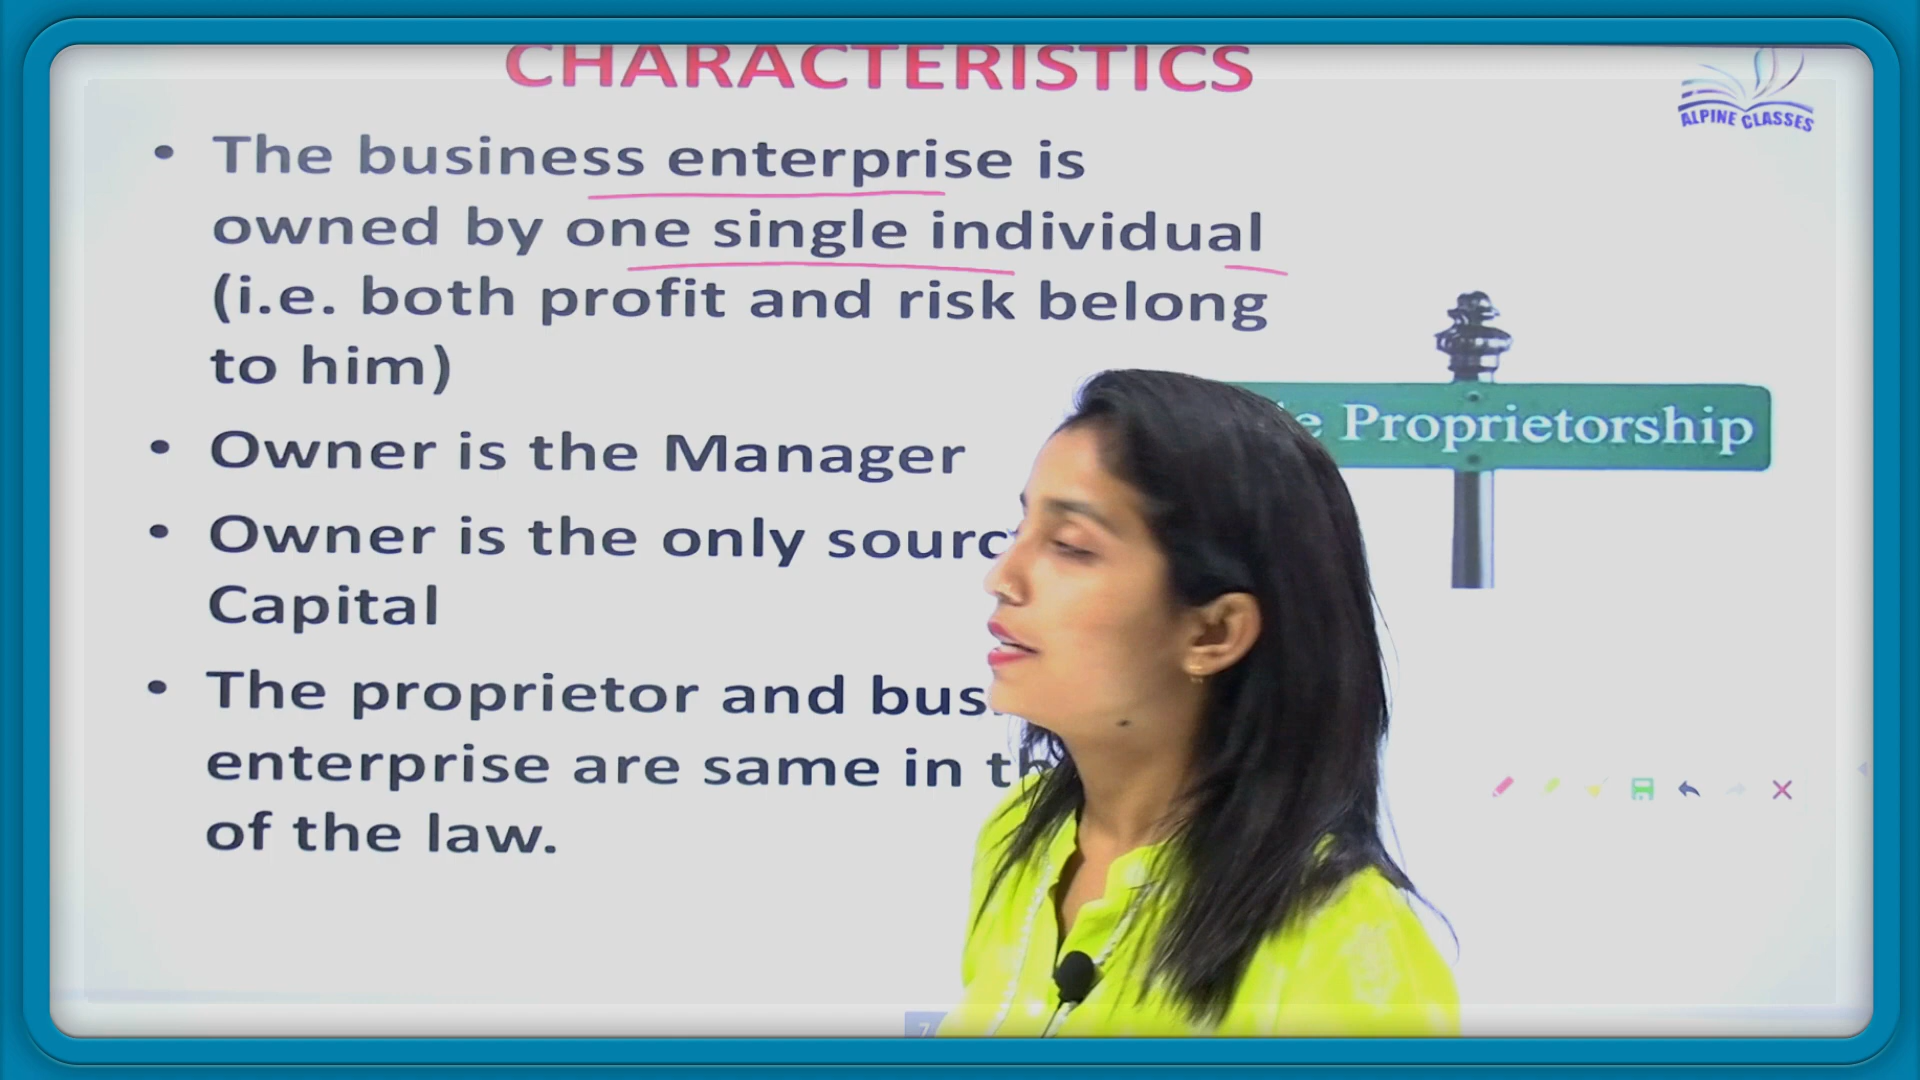 CHARACTERISTICS
ALPINE CLASSES
• The business enterprise is
owned by one single individual
(i.e. both profit and risk belong
to him)
• Owner is the Manager
• Owner is the only
Capital
• The proprietor and
enterprise are same in
of the law.
Proprietorship
7